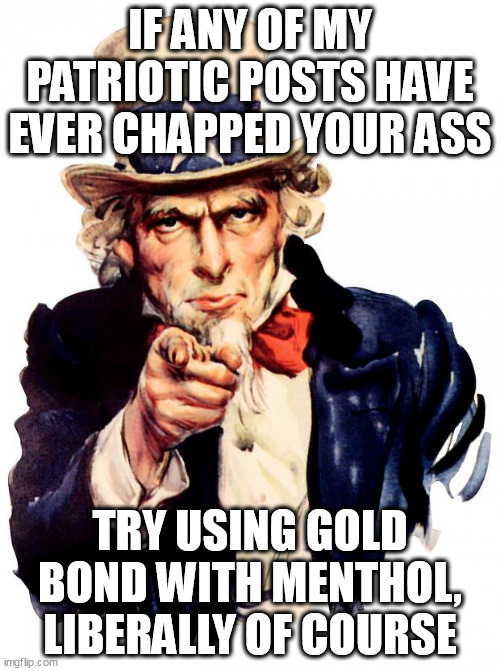 IF ANY OF MY
PATRIOTIC POSTS HAVE
EVER CHAPPED YOUR ASS
TRY USING GOLD
BOND WITH MENTHOL,
LIBERALLY OF COURSE
imgflip.com